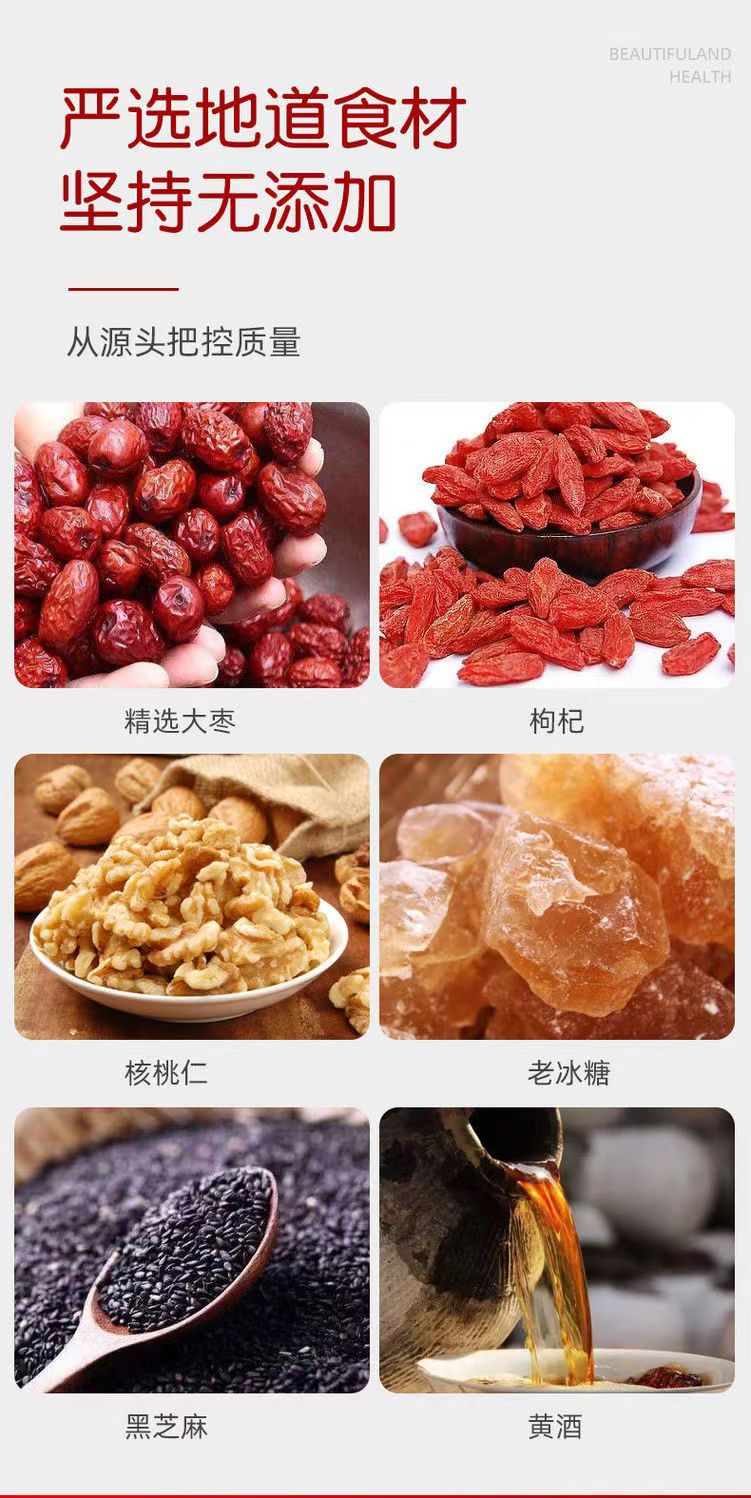 BEAUTIFULAND
HEALTH
严选地道食材
坚持无添加
从源头把控质量
精选大枣
枸杞
核桃仁
老冰糖
黑芝麻
黄酒